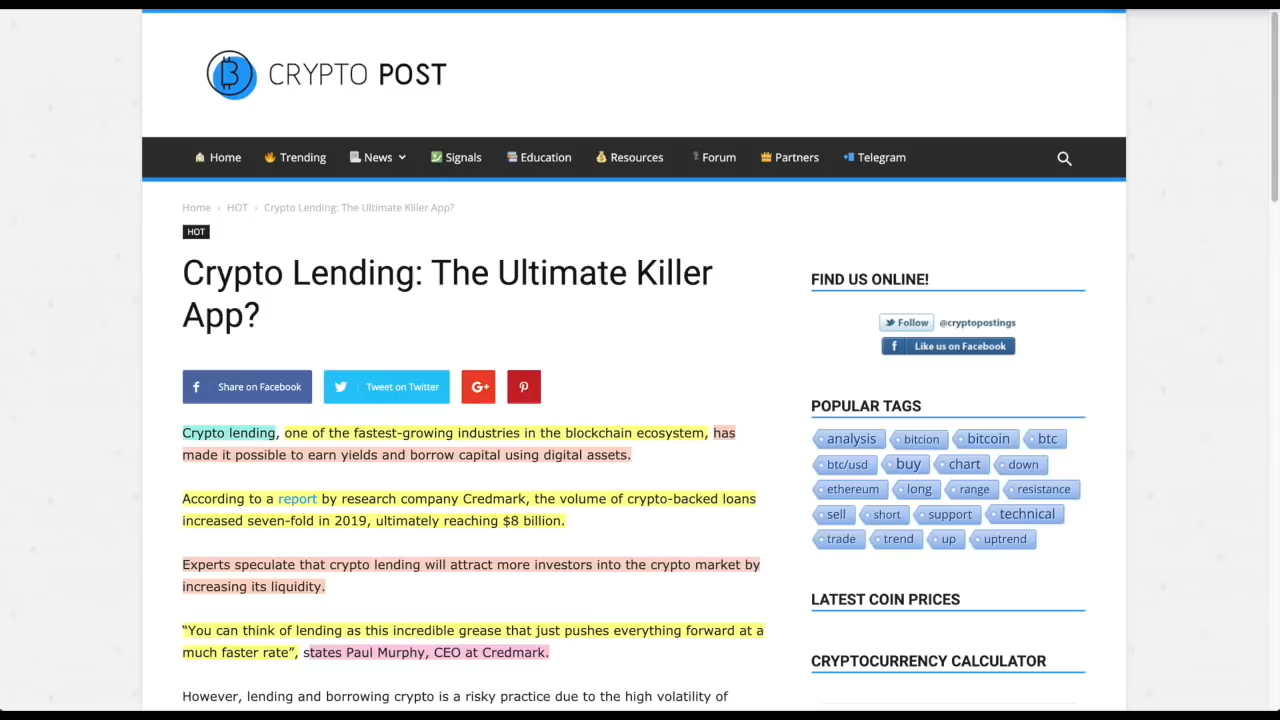 CRYPTO POST
Home Trending News Signals Education Resources Forum Partners Telegram
Home › HOT › Crypto Lending: The Ultimate Killer App?
HOT
Crypto Lending: The Ultimate Killer
App?
Share on Facebook Tweet on Twitter G+
Crypto lending, one of the fastest-growing industries in the blockchain ecosystem, has
made it possible to earn yields and borrow capital using digital assets.
According to a report by research company Credmark, the volume of crypto-backed loans
increased seven-fold in 2019, ultimately reaching $8 billion.
Experts speculate that crypto lending will attract more investors into the crypto market by
increasing its liquidity.
“You can think of lending as this incredible grease that just pushes everything forward at a
much faster rate”, states Paul Murphy, CEO at Credmark.
However, lending and borrowing crypto is a risky practice due to the high volatility of
FIND US ONLINE!
Follow @cryptopostings
f Like us on Facebook
POPULAR TAGS
analysis bitcion bitcoin btc
btc/usd buy chart down
ethereum long range resistance
sell short support technical
trade trend up uptrend
LATEST COIN PRICES
CRYPTOCURRENCY CALCULATOR